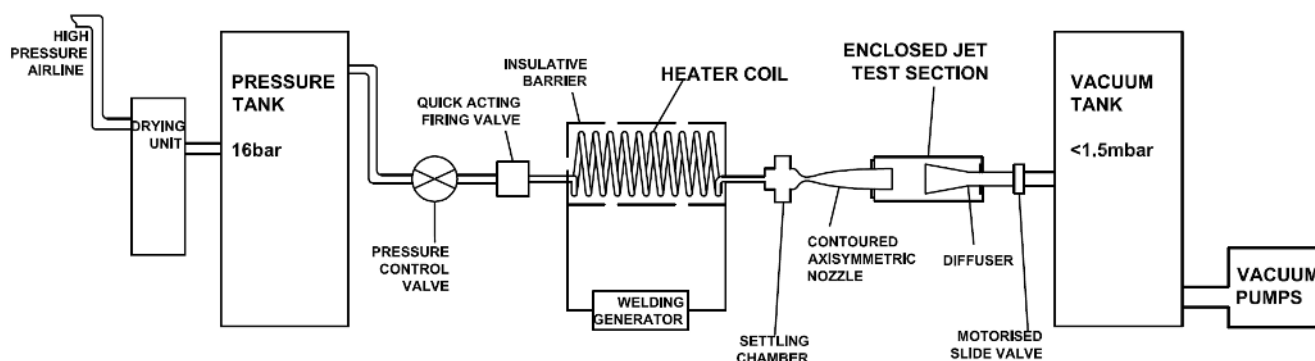 HIGH
PRESSURE
AIRLINE
DRYING
UNIT
PRESSURE
TANK
16bar
PRESSURE
CONTROL
VALVE
QUICK ACTING
FIRING VALVE
INSULATIVE
BARRIER
HEATER COIL
WELDING
GENERATOR
SETTLING
CHAMBER
CONTOURED
AXISYMMETRIC
NOZZLE
ENCLOSED JET
TEST SECTION
DIFFUSER
MOTORISED
SLIDE VALVE
VACUUM
TANK
<1.5mbar
VACUUM
PUMPS